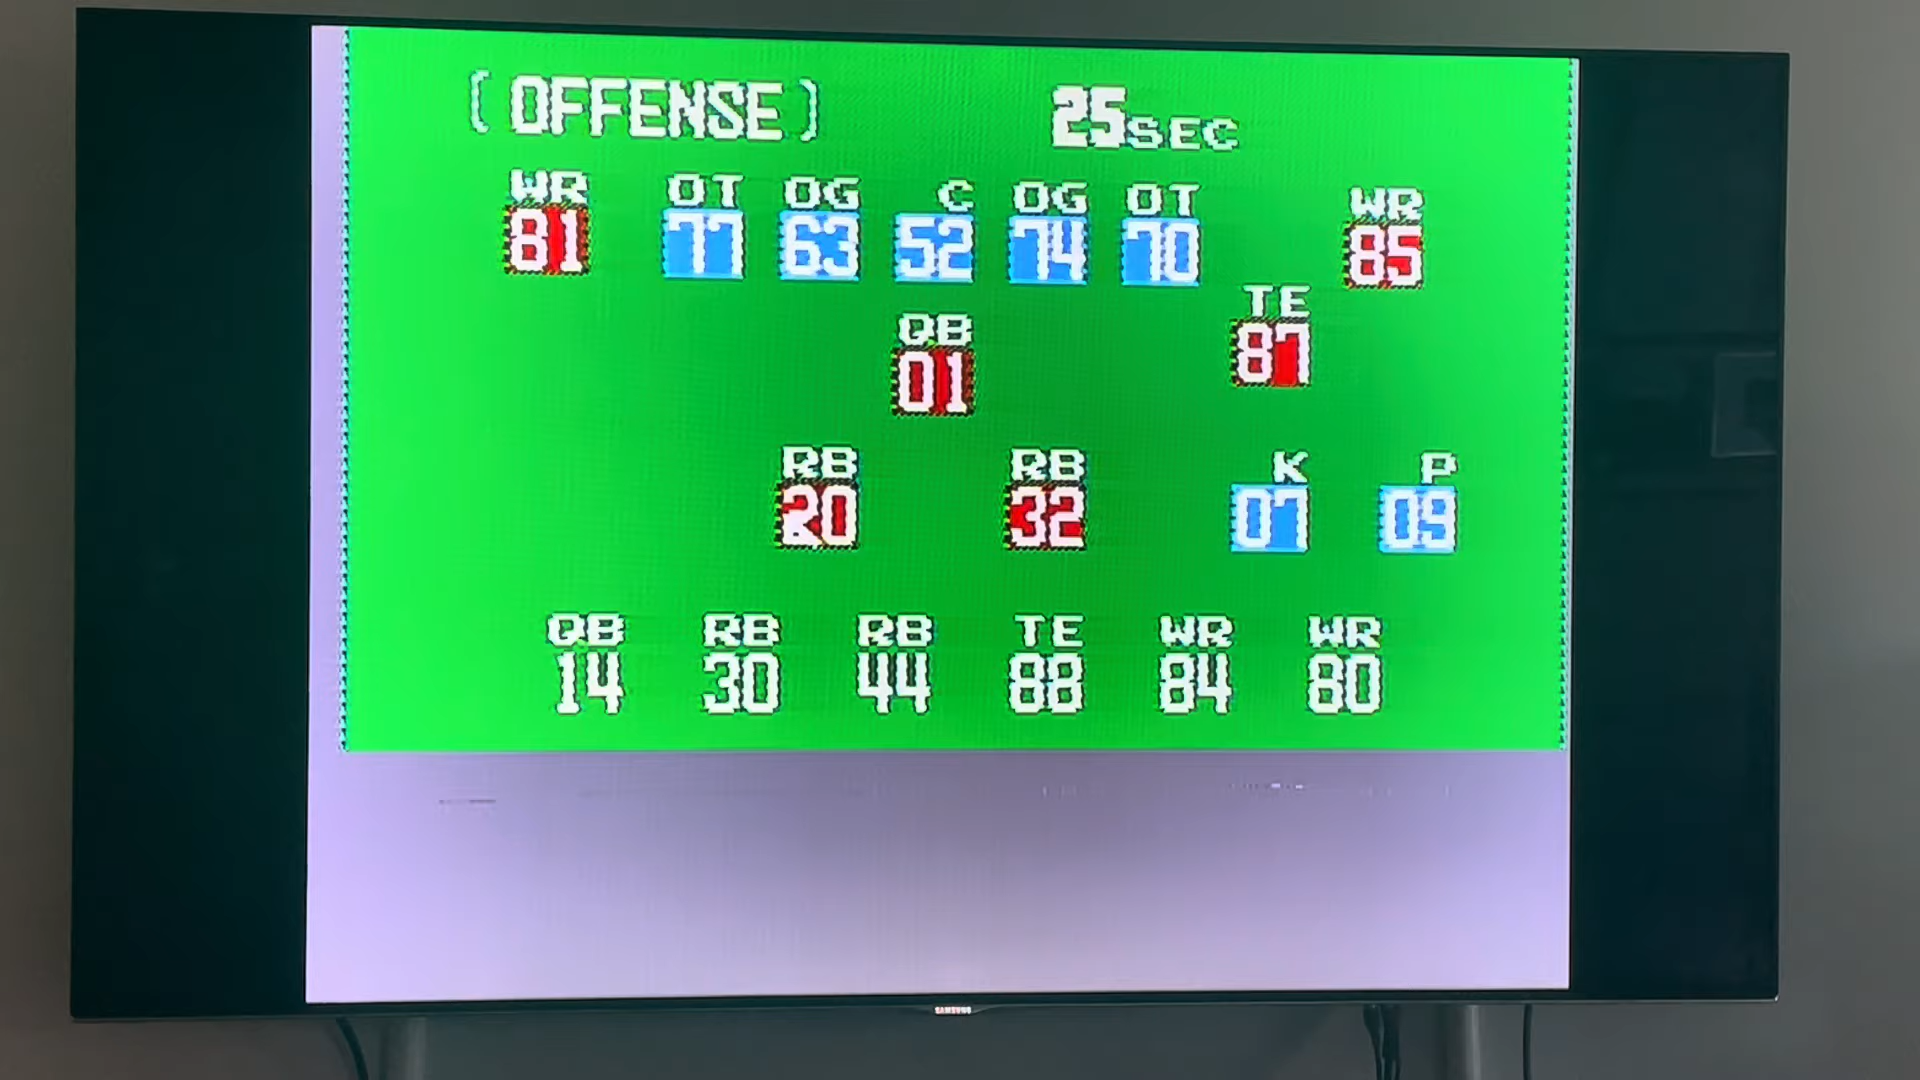 (OFFENSE) 25SEC
WR OT OG C OG OT WR
81 77 63 52 74 70 85
QB TE
01 87
RB RB K P
20 32 07 09
QB RB RB TE WR WR
14 30 44 88 84 80
SAMSUNG